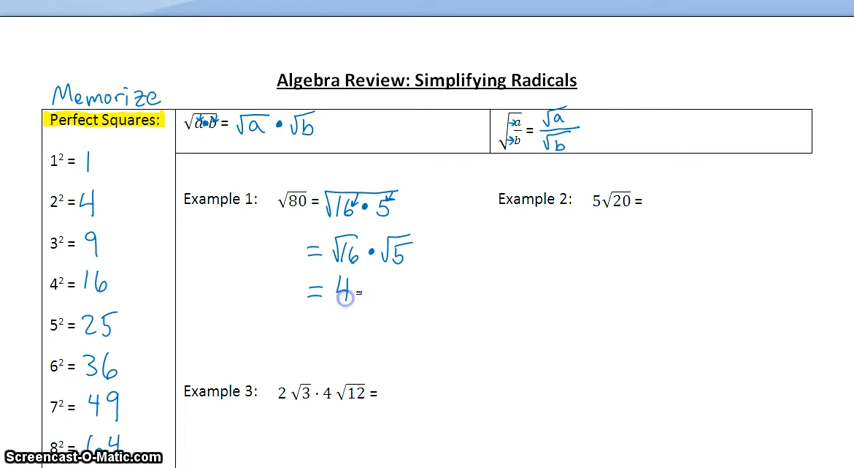 Algebra Review: Simplifying Radicals
Memorize
Perfect Squares:
√(a•b) = √a • √b
√(a/b) = √a/√b
1² = 1
2² = 4
3² = 9
4² = 16
5² = 25
6² = 36
7² = 49
8² = 64
Example 1: √80 = √(16 • 5)
= √16 • √5
= 4
Example 2: 5√20 =
Example 3: 2 √3 · 4 √12 =
Screencast-O-Matic.com